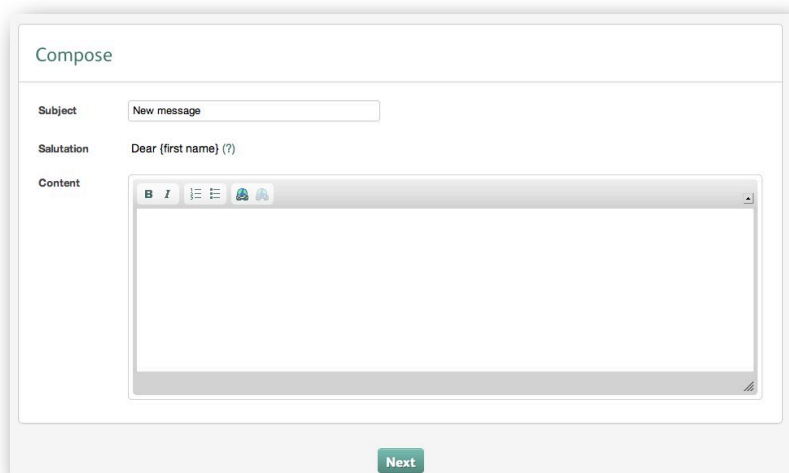 Compose
Subject New message
Salutation Dear {first name} (?)
Content
B I
Next